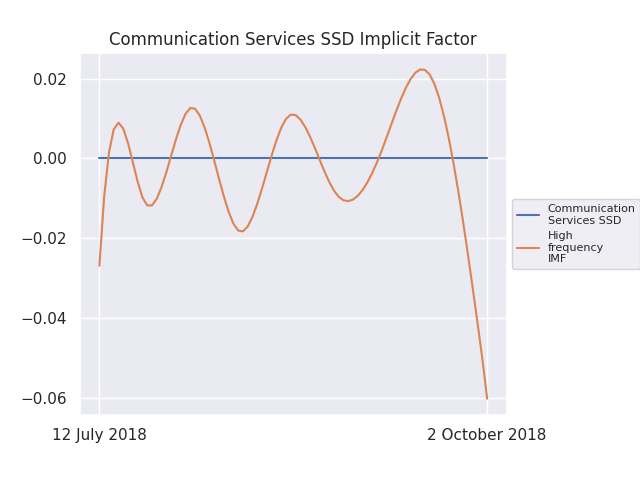 Communication Services SSD Implicit Factor
0.02
0.00
−0.02
−0.04
−0.06
12 July 2018
2 October 2018
Communication
Services SSD
High
frequency
IMF